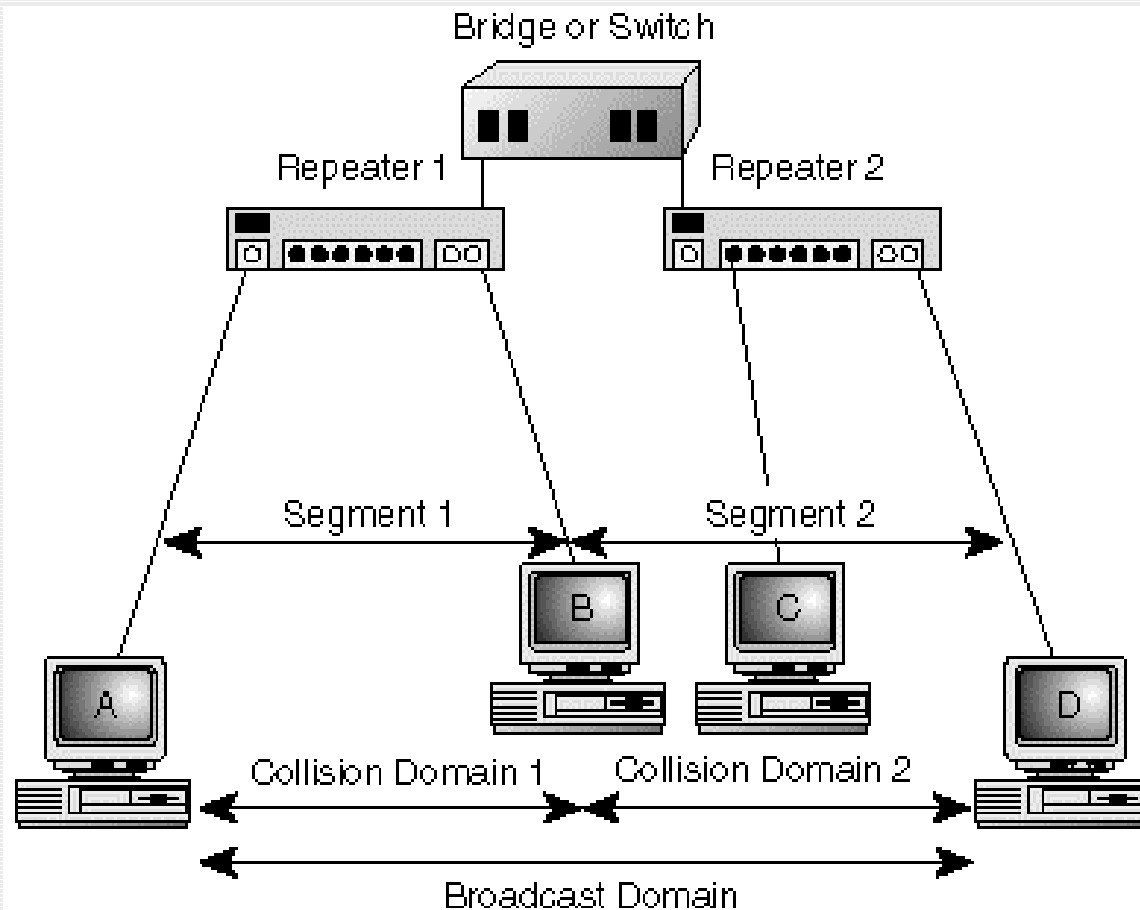 Bridge or Switch
Repeater 1
Repeater 2
Segment 1
Segment 2
B
C
A
D
Collision Domain 1
Collision Domain 2
Broadcast Domain